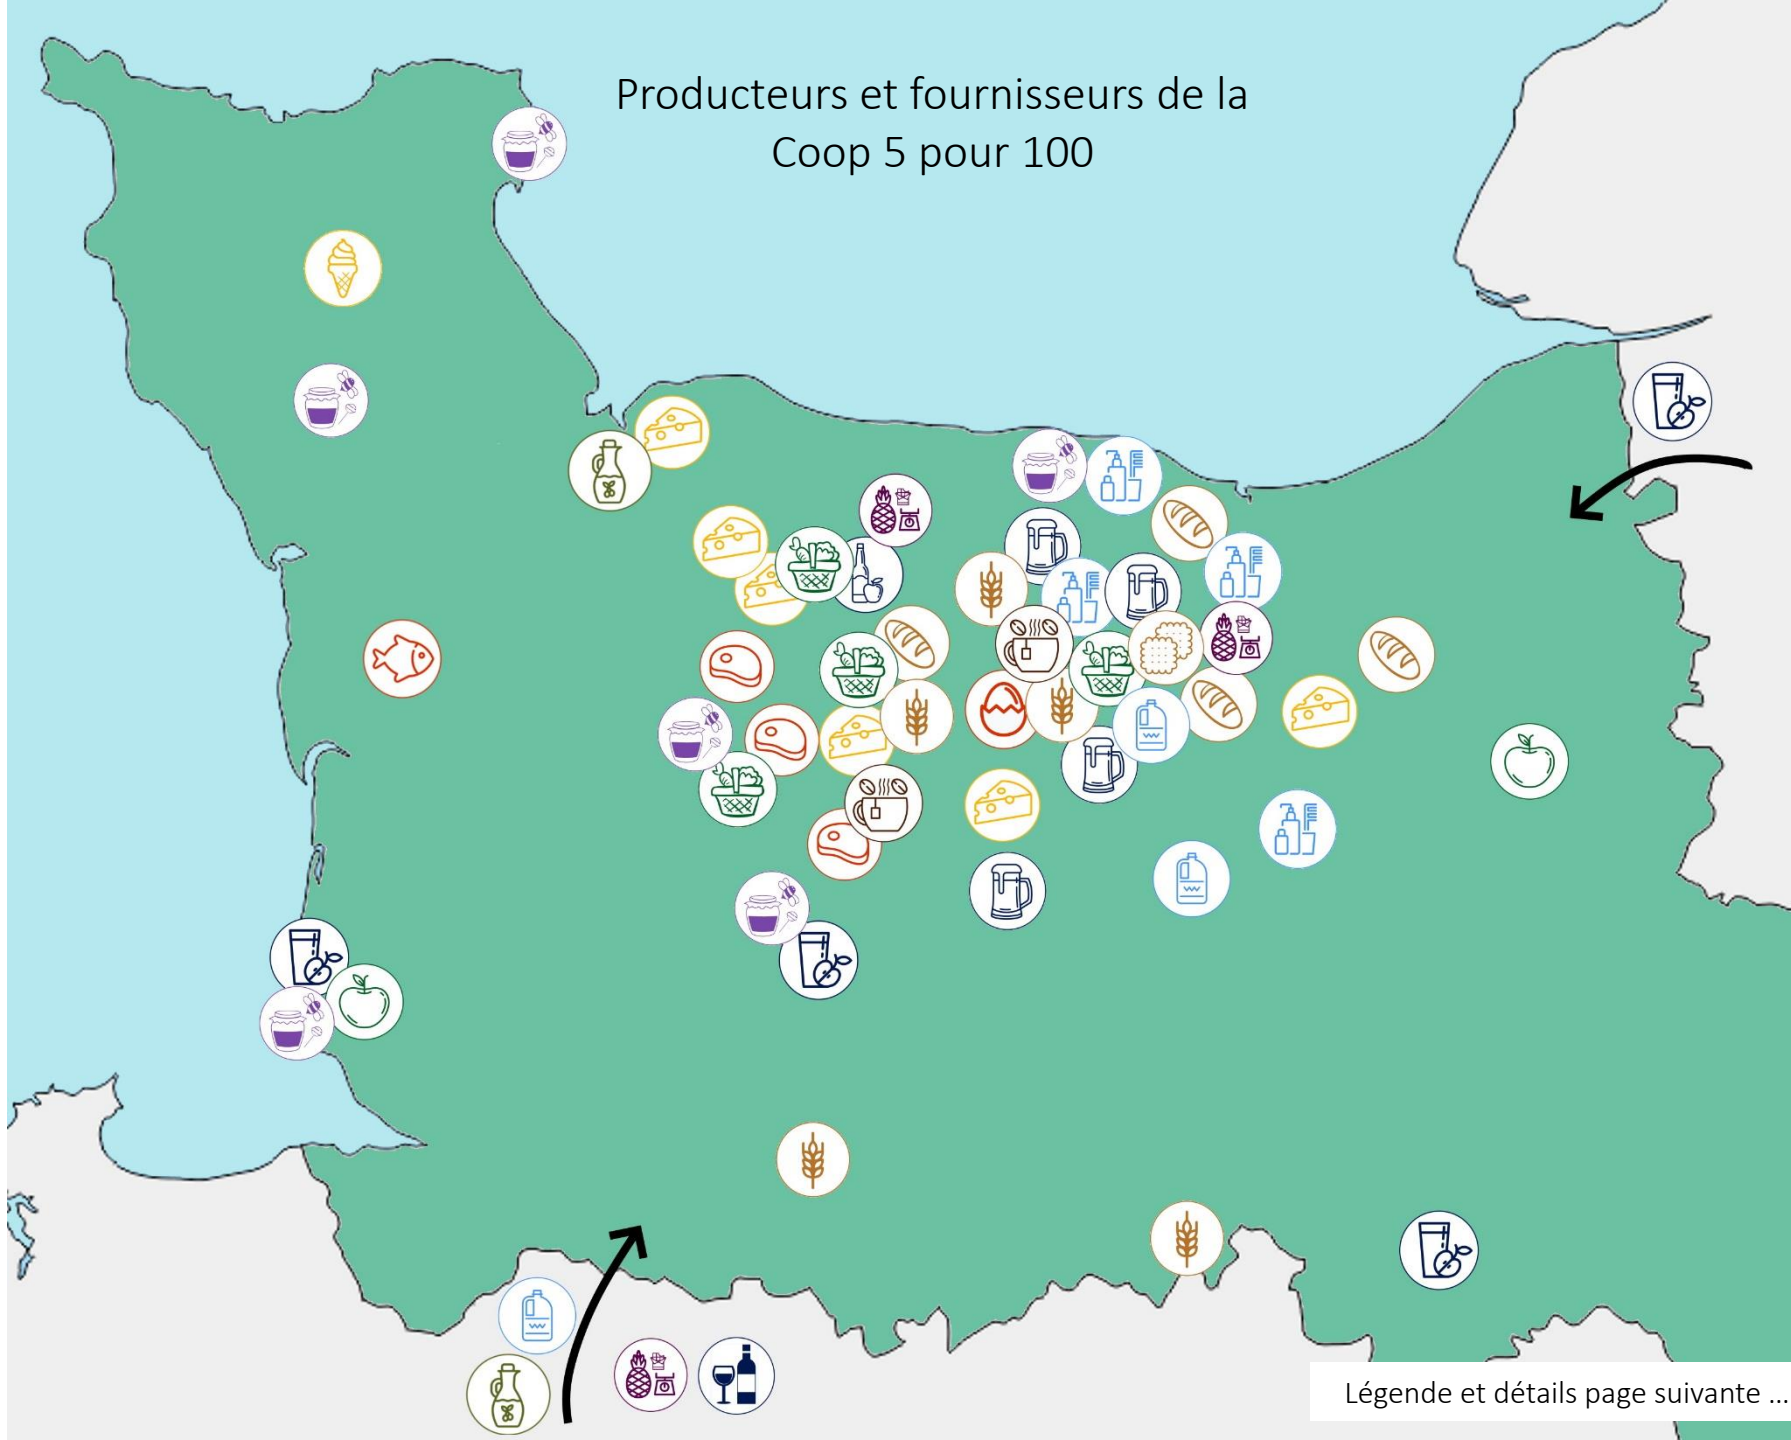 Producteurs et fournisseurs de la
Coop 5 pour 100
Légende et détails page suivante ...